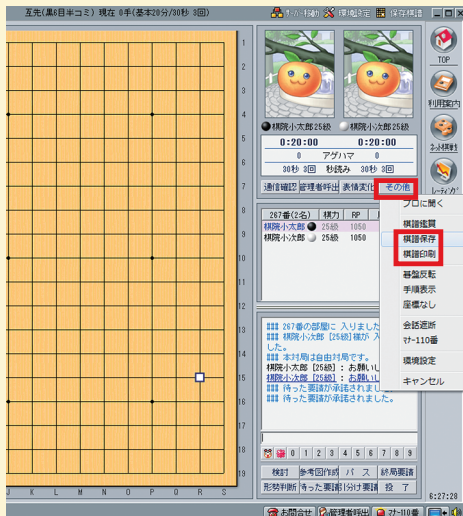 互先(黒6目半コミ) 現在 0手(基本20分/30秒 3回)
サーバー移動 環境設定 保存棋譜
TOP
利用案内
ネット棋戦
レーティング
棋院小太郎25級 棋院小次郎25級
0:20:00 0:20:00
0 アゲハマ 0
30秒 3回 秒読み 30秒 3回
通信確認 管理者呼出 表情変化 その他
プロに聞く
棋譜鑑賞
棋譜保存
棋譜印刷
碁盤反転
手順表示
座標なし
会話遮断
マナー110番
環境設定
キャンセル
267番(2名) 棋力 RP
棋院小太郎 25級 1050
棋院小次郎 25級 1050
### 267番の部屋に 入りました
### 棋院小次郎 [25級]様が 入
した。
### 本対局は自由対局です。
棋院小太郎 [25級] : お願いし
棋院小次郎 [25級] : お願いし
### 待った要請が承諾されまし
### 待った要請が承諾されました。
0 1 2 3 4 5 6 7 8 9
検討 参考図作成 パ ス 終局要請
形勢判断 待った要請 引分け要請 投 了
6:27:28
お問合せ 管理者呼出 マナー110番
1
2
3
4
5
6
7
8
9
10
11
12
13
14
15
16
17
18
19
J K L M N O P Q R S